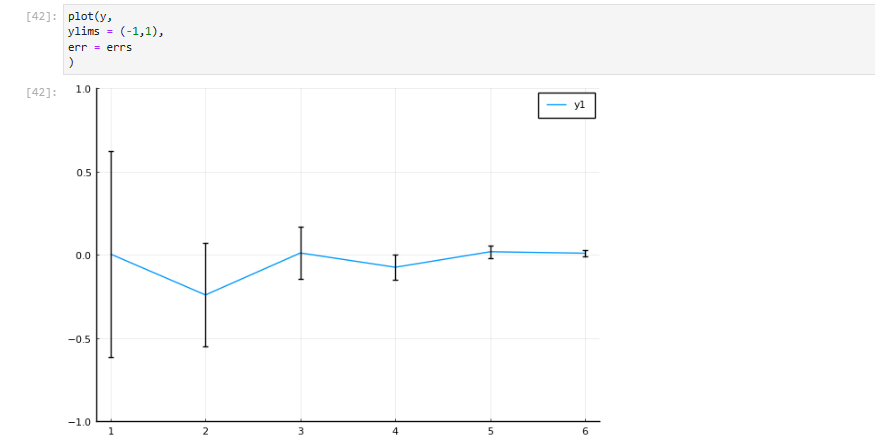 [42]: plot(y,
ylims = (-1,1),
err = errs
)
[42]:
1.0
y1
0.5
0.0
−0.5
−1.0
1 2 3 4 5 6